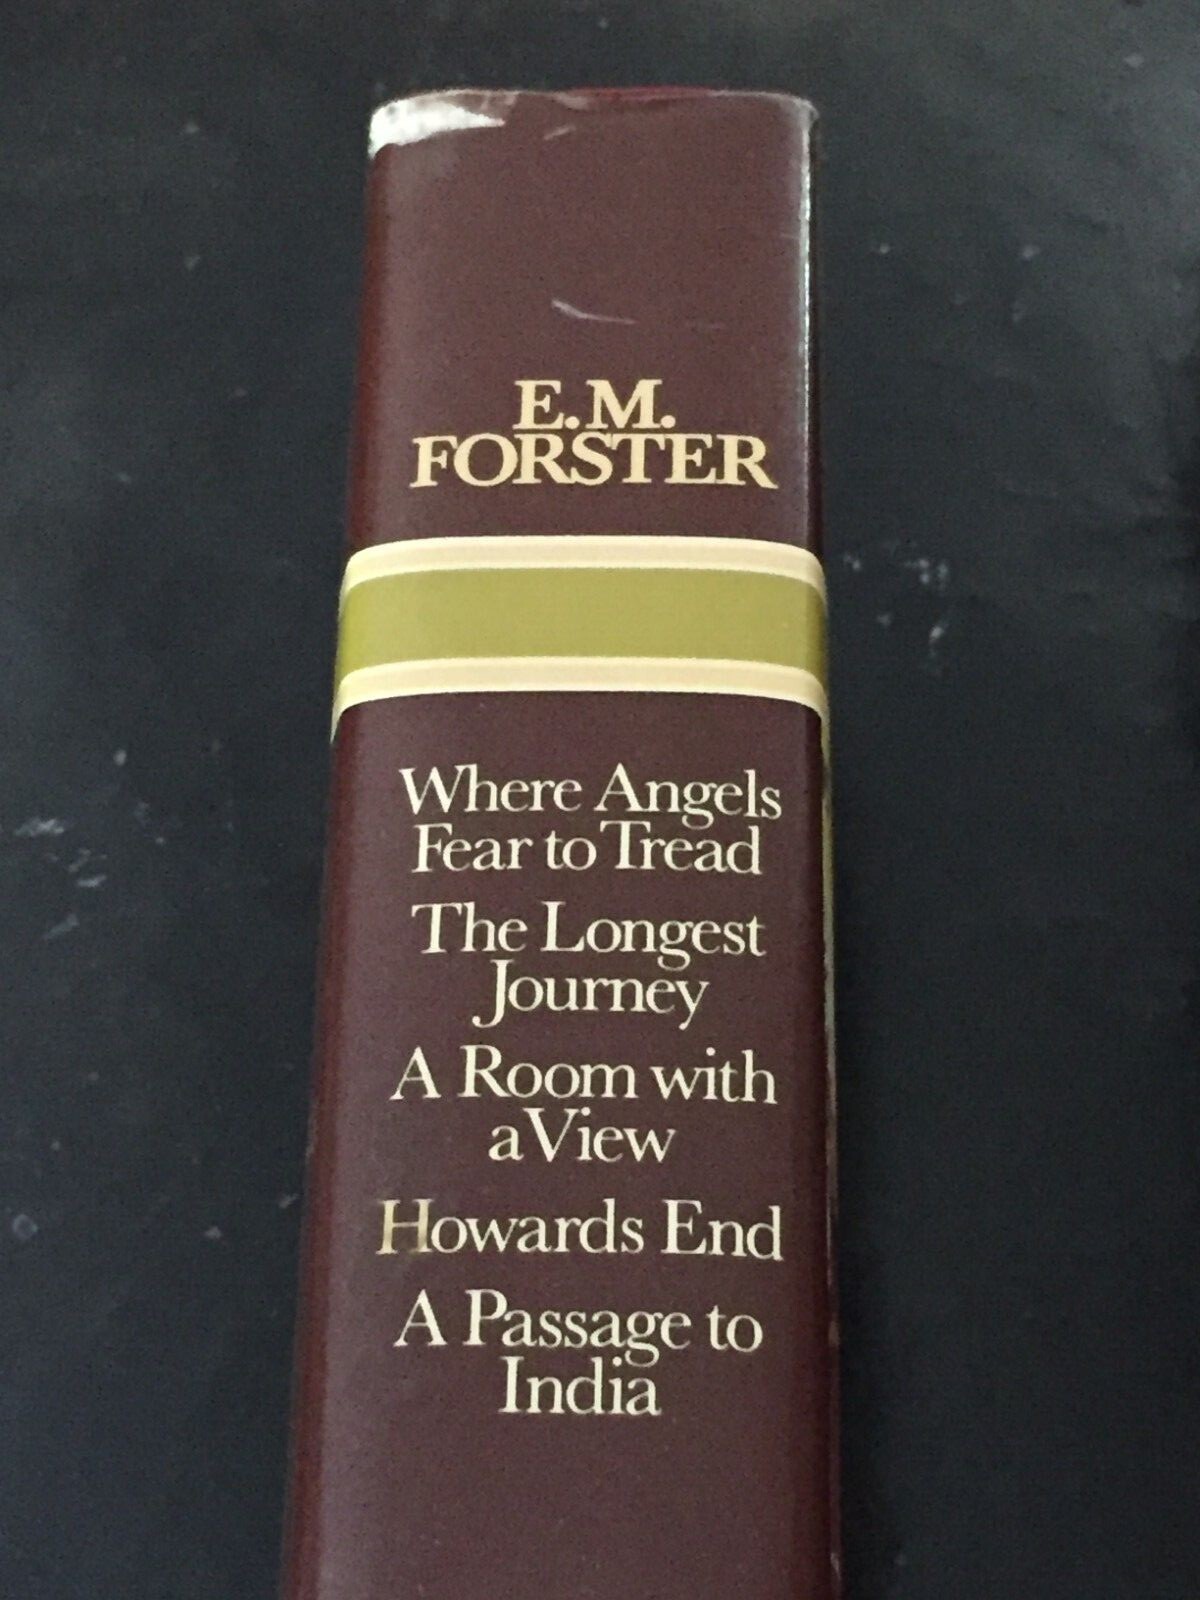 E.M.
FORSTER
Where Angels
Fear to Tread
The Longest
Journey
A Room with
a View
Howards End
A Passage to
India